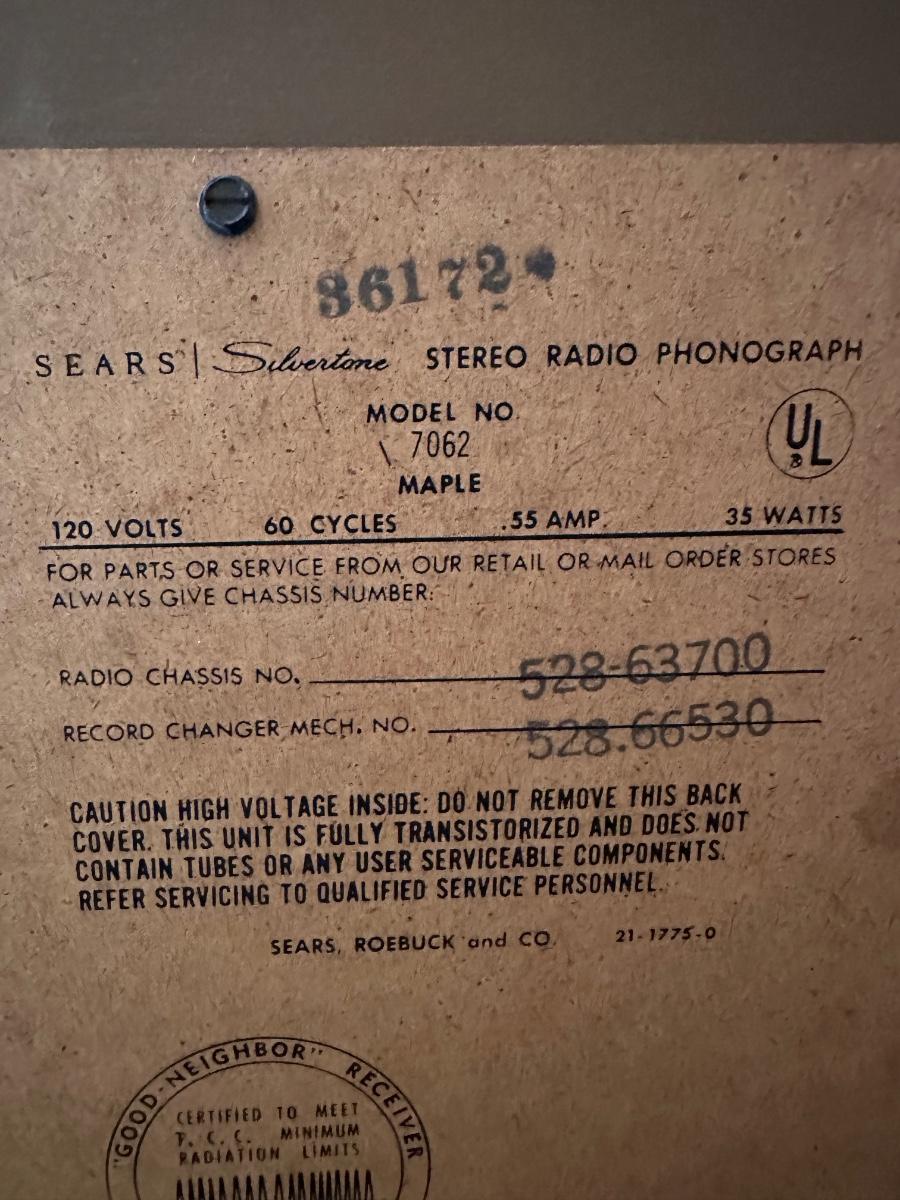 36172
SEARS | Silvertone STEREO RADIO PHONOGRAPH
MODEL NO.
7062
MAPLE
UL
®
120 VOLTS 60 CYCLES .55 AMP. 35 WATTS
FOR PARTS OR SERVICE FROM OUR RETAIL OR MAIL ORDER STORES
ALWAYS GIVE CHASSIS NUMBER:
RADIO CHASSIS NO. 528-63700
RECORD CHANGER MECH. NO. 528.66530
CAUTION HIGH VOLTAGE INSIDE: DO NOT REMOVE THIS BACK
COVER. THIS UNIT IS FULLY TRANSISTORIZED AND DOES NOT
CONTAIN TUBES OR ANY USER SERVICEABLE COMPONENTS.
REFER SERVICING TO QUALIFIED SERVICE PERSONNEL.
SEARS, ROEBUCK and CO. 21-1775-0
"GOOD-NEIGHBOR" RECEIVER
CERTIFIED TO MEET
F. C. C. MINIMUM
RADIATION LIMITS